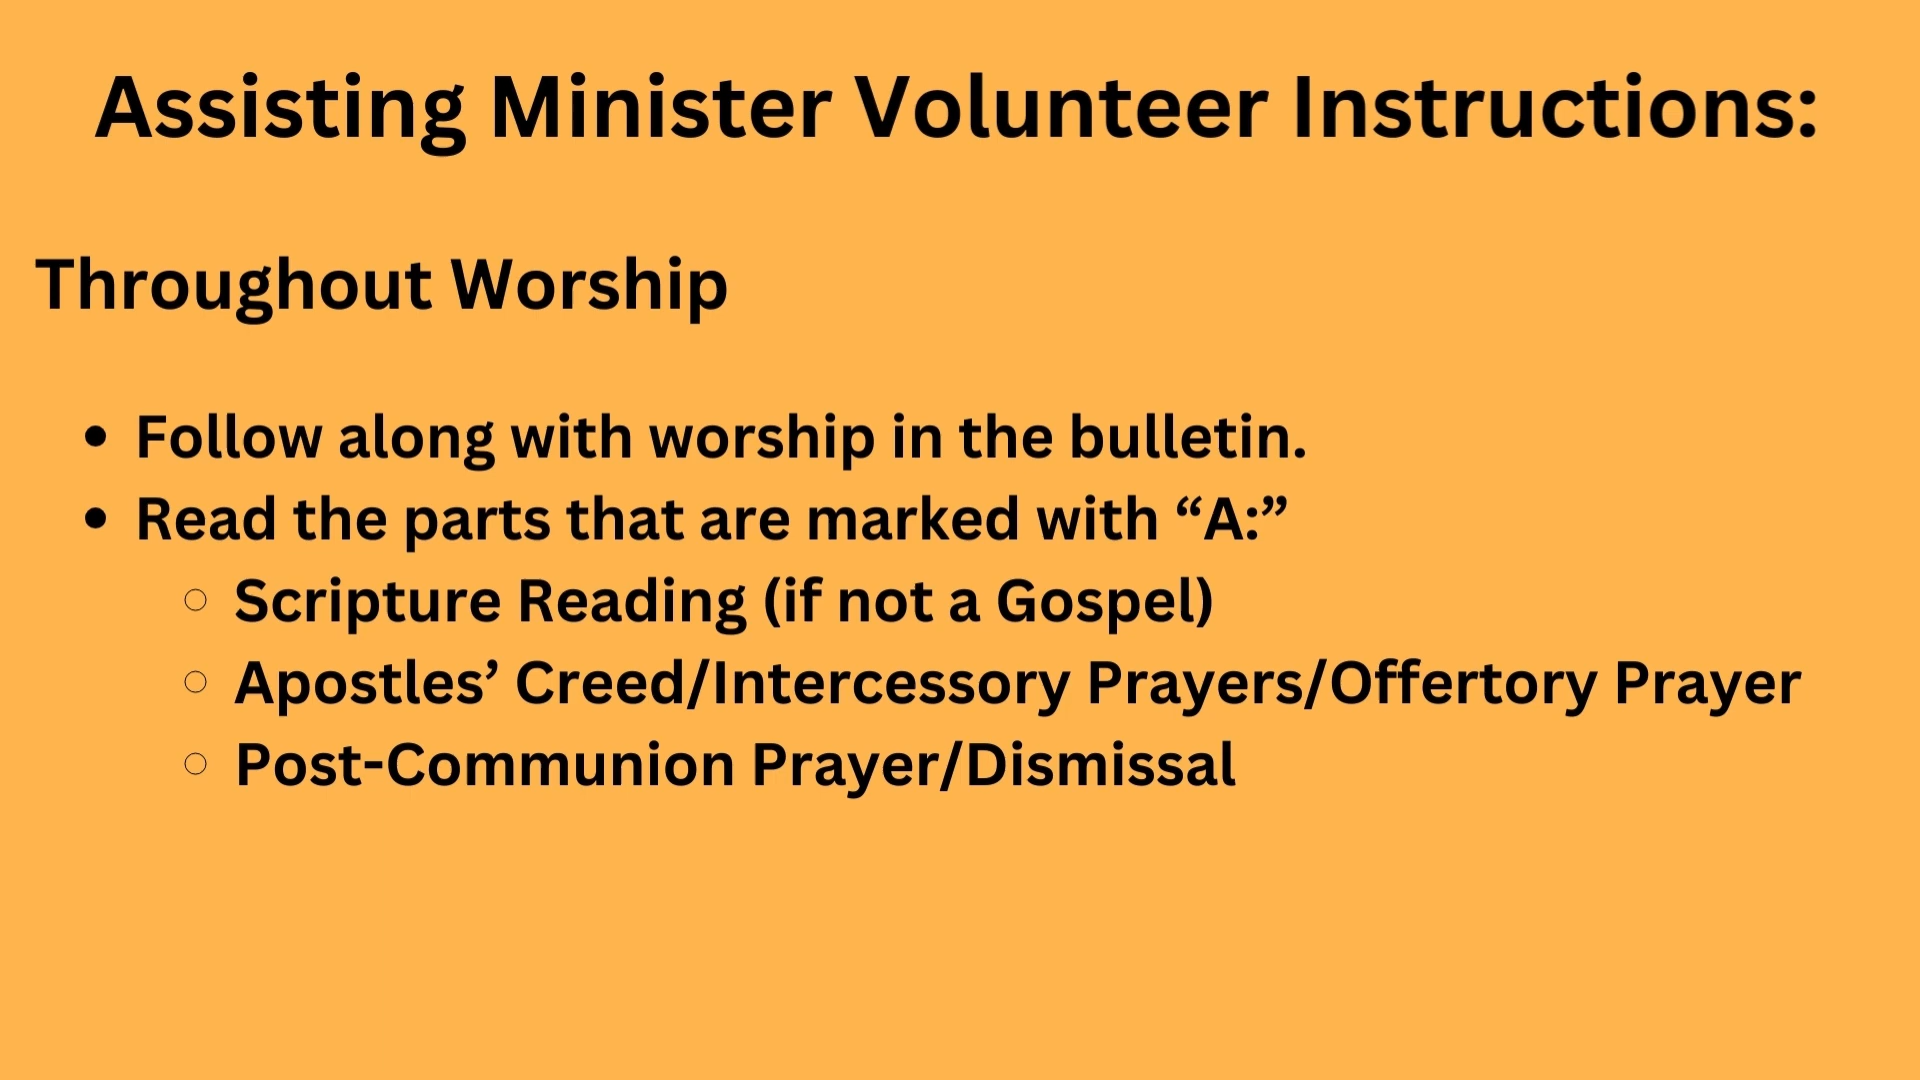 Assisting Minister Volunteer Instructions:
Throughout Worship
• Follow along with worship in the bulletin.
• Read the parts that are marked with “A:”
○ Scripture Reading (if not a Gospel)
○ Apostles’ Creed/Intercessory Prayers/Offertory Prayer
○ Post-Communion Prayer/Dismissal